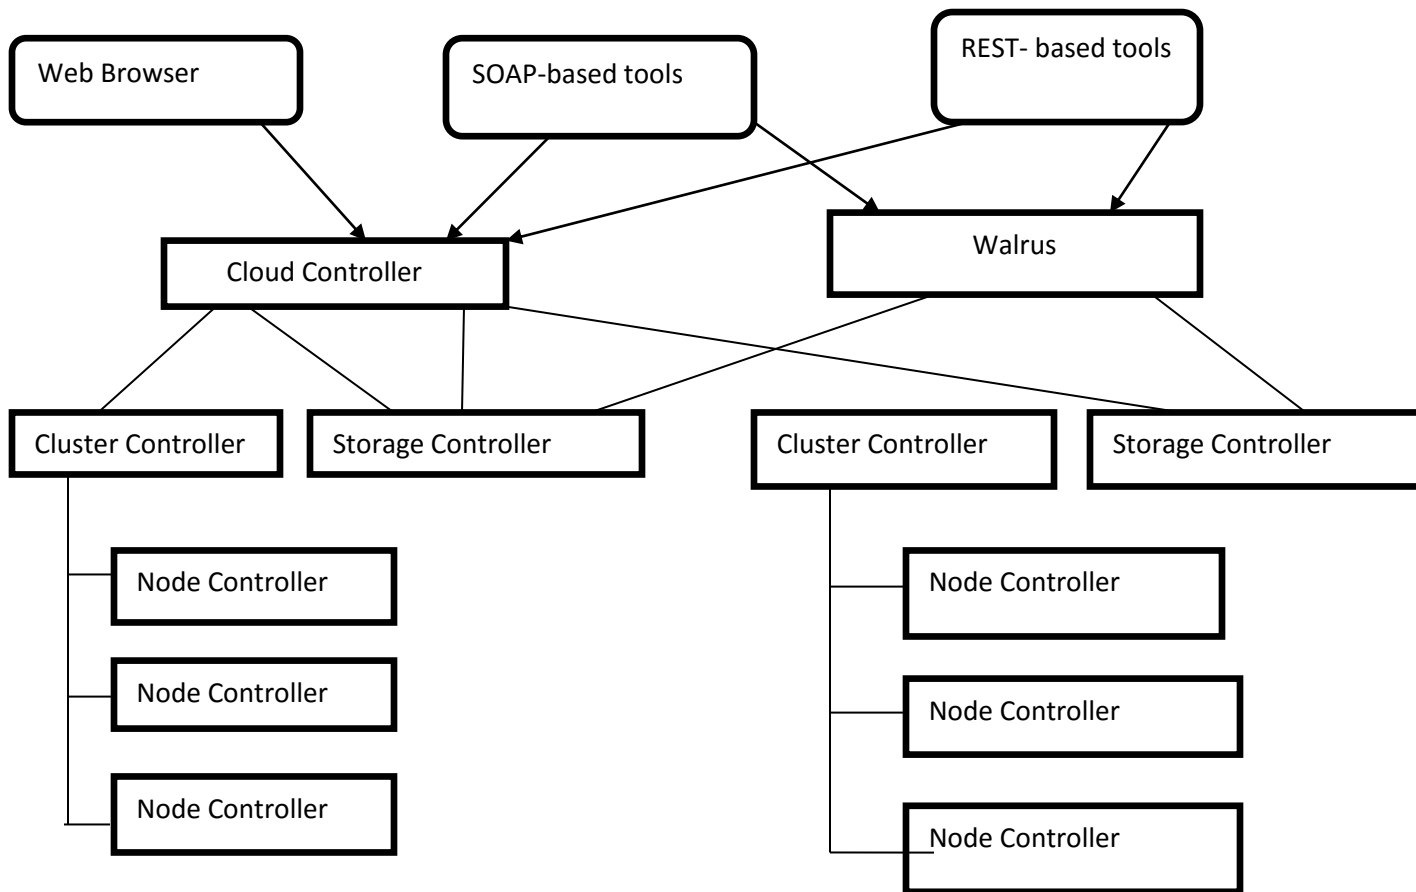 Web Browser
SOAP-based tools
REST- based tools
Cloud Controller
Walrus
Cluster Controller
Storage Controller
Cluster Controller
Storage Controller
Node Controller
Node Controller
Node Controller
Node Controller
Node Controller
Node Controller